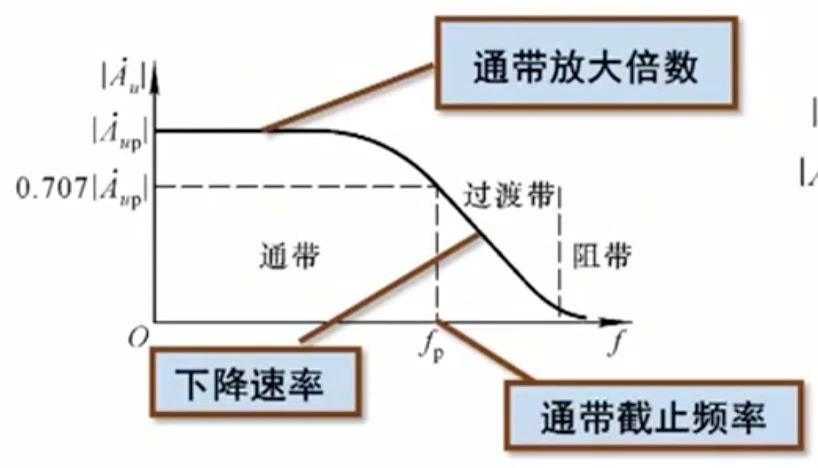 通带放大倍数
|Ȧu|
|Ȧup|
0.707|Ȧup|
过渡带
通带
阻带
O
fp
f
下降速率
通带截止频率